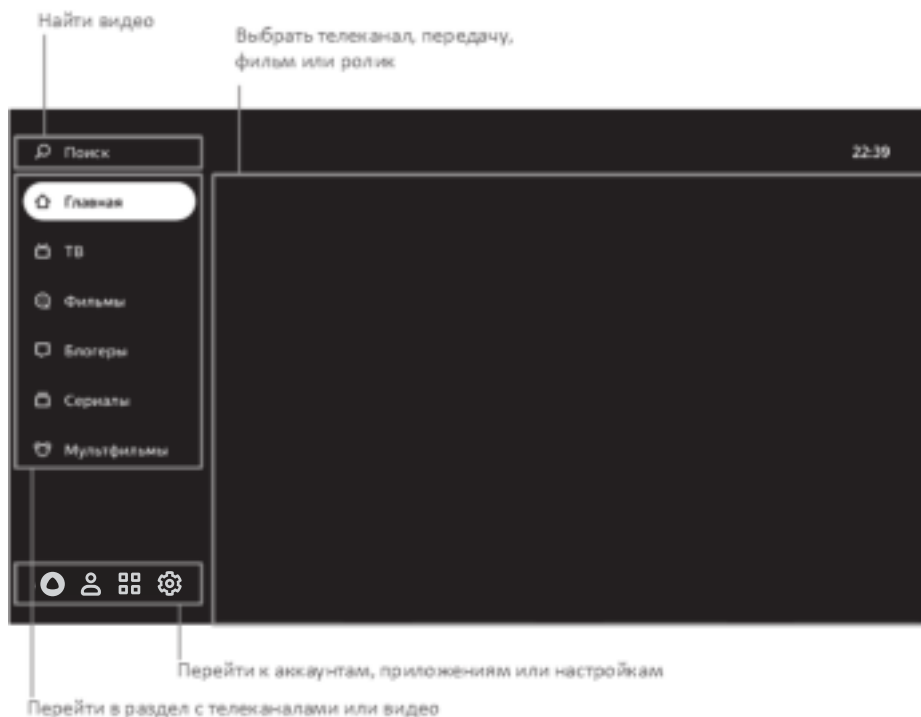 Найти видео
Выбрать телеканал, передачу,
фильм или ролик
Поиск
22:39
Главная
ТВ
Фильмы
Блогеры
Сериалы
Мультфильмы
Перейти к аккаунтам, приложениям или настройкам
Перейти в раздел с телеканалами или видео